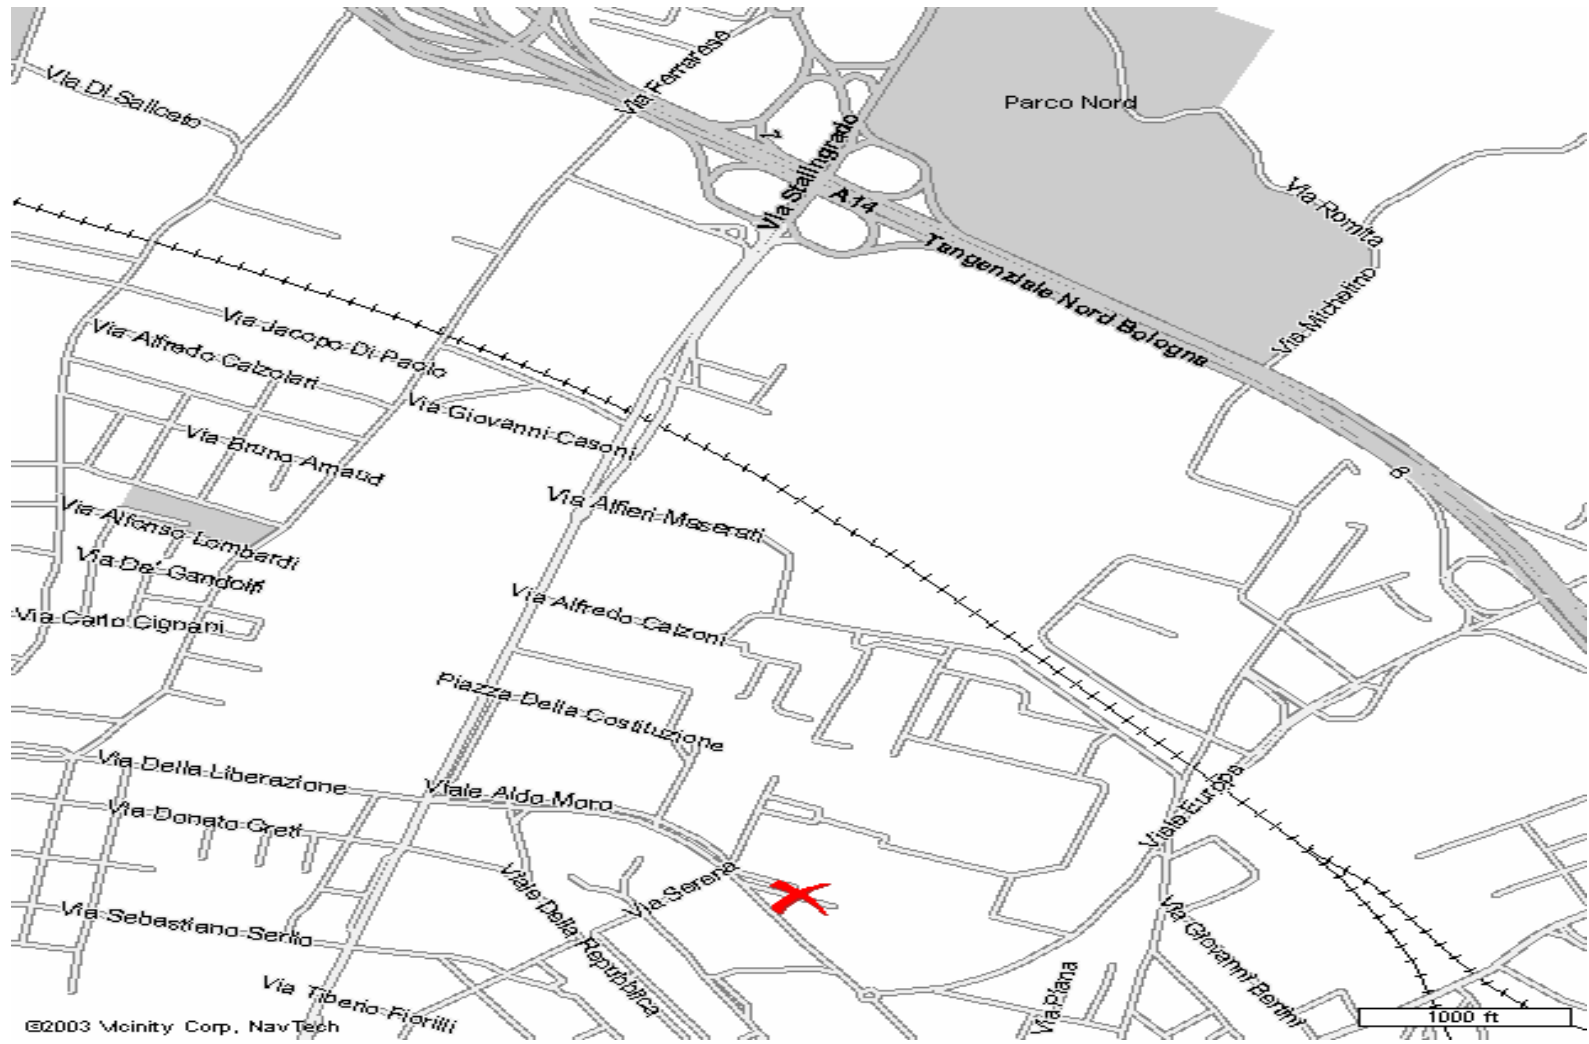 Via Ferrarese
Via Di Saliceto
Parco Nord
7
Via Stalingrado
A14
Via Romita
Tangenziale Nord Bologna
Via Michelino
Via Jacopo Di Paolo
Via Alfredo Calzolari
Via Giovanni Casoni
Via Bruno Arnaud
8
Via Alfieri Maserati
Via Alfonso Lombardi
Via De' Gandolfi
Via Alfredo Calzoni
Via Carlo Cignani
Piazza Della Costituzione
Via Della Liberazione
Viale Aldo Moro
Viale Europa
Via Donato Creti
Via Serena
Viale Della Repubblica
Via Sebastiano Serlio
Via Giovanni Bertini
Via Piana
Via Tiberio Fiorilli
1000 ft
©2003 Vicinity Corp, NavTech